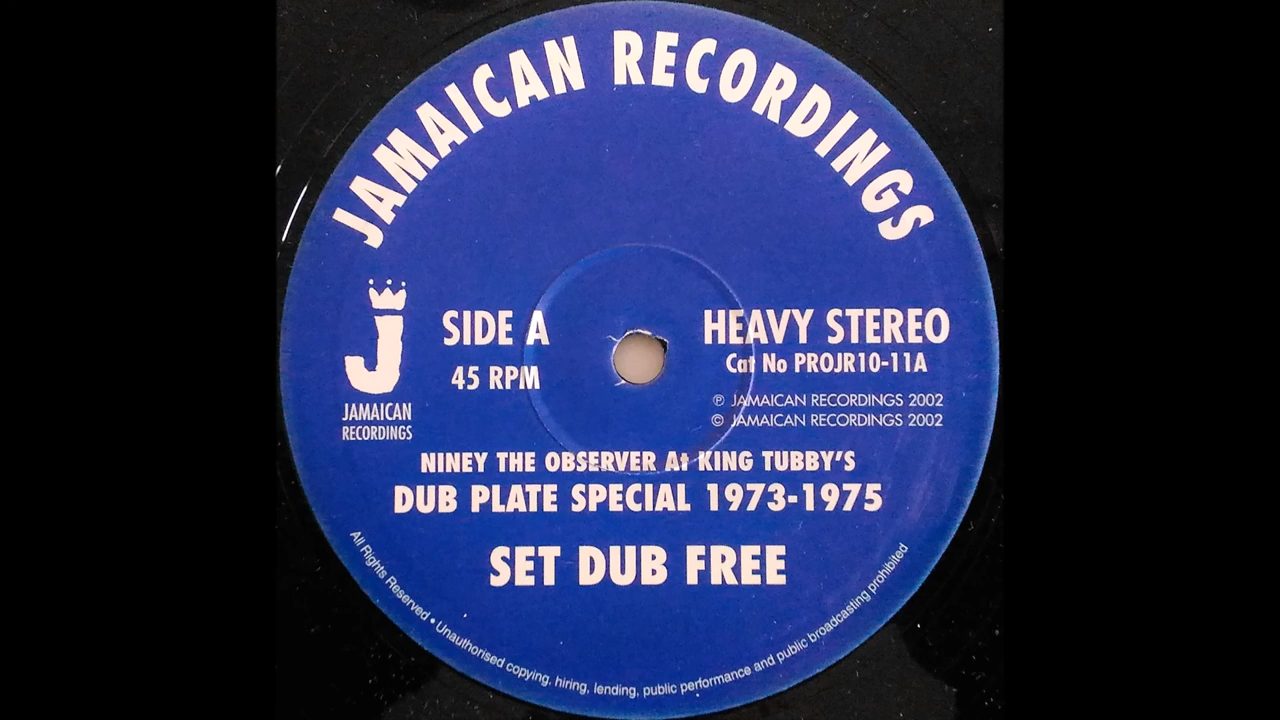 JAMAICAN RECORDINGS
J
JAMAICAN
RECORDINGS
SIDE A
45 RPM
HEAVY STEREO
Cat No PROJR10-11A
℗ JAMAICAN RECORDINGS 2002
© JAMAICAN RECORDINGS 2002
NINEY THE OBSERVER At KING TUBBY'S
DUB PLATE SPECIAL 1973-1975
SET DUB FREE
All Rights Reserved • Unauthorised copying, hiring, lending, public performance and public broadcasting prohibited